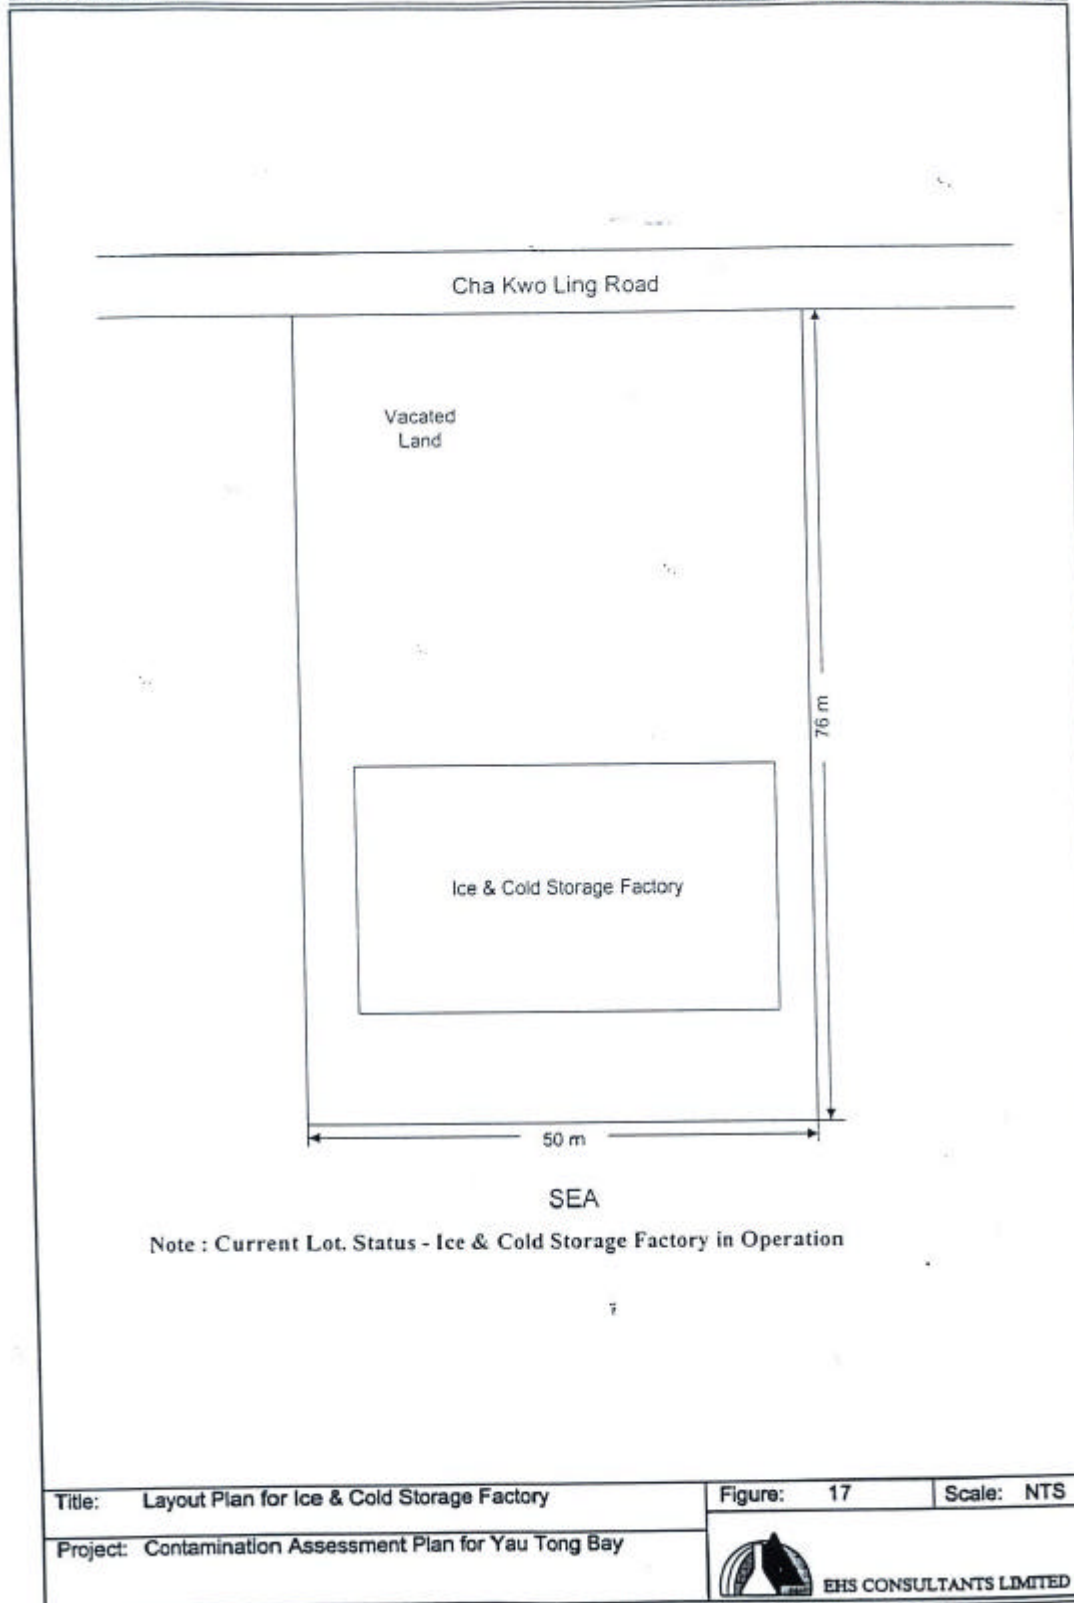 Cha Kwo Ling Road
Vacated
Land
76 m
Ice & Cold Storage Factory
50 m
SEA
Note : Current Lot. Status - Ice & Cold Storage Factory in Operation
Title: Layout Plan for Ice & Cold Storage Factory
Figure: 17
Scale: NTS
Project: Contamination Assessment Plan for Yau Tong Bay
EHS CONSULTANTS LIMITED